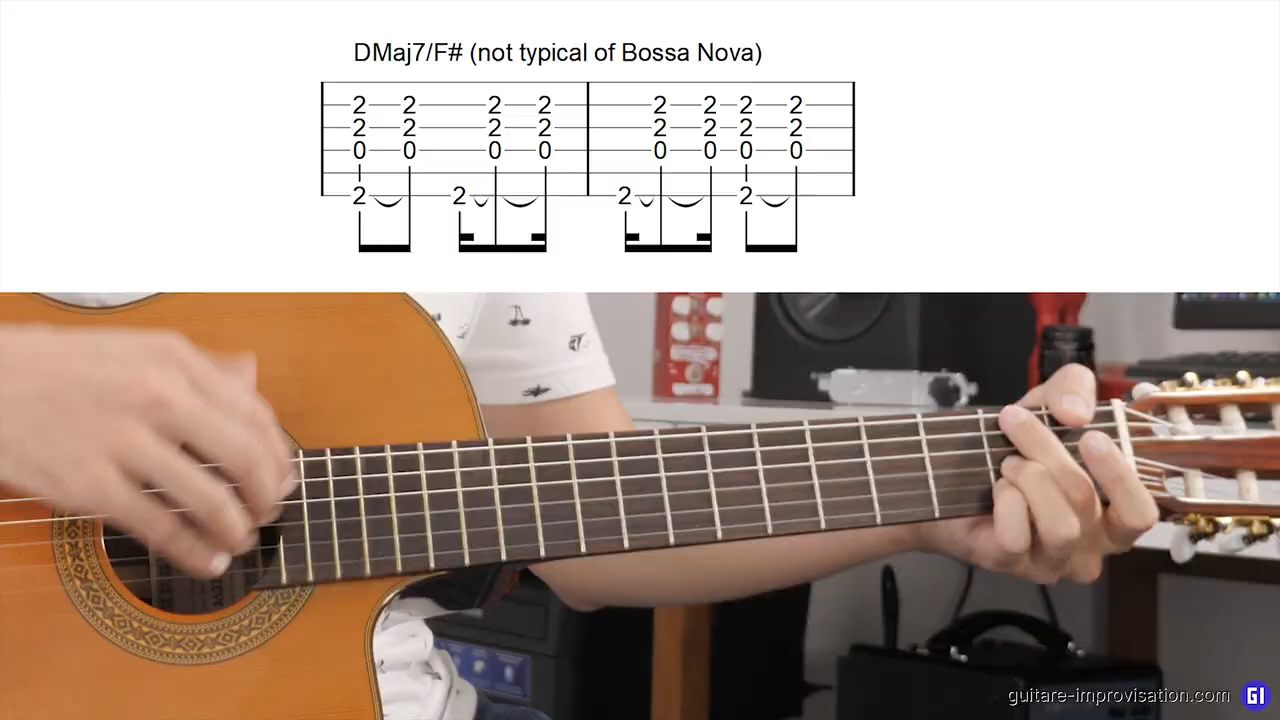 DMaj7/F# (not typical of Bossa Nova)
2 2 2 2 2 2 2 2
2 2 2 2 2 2 2 2
0 0 0 0 0 0 0 0
2 2 2 2
guitare-improvisation.com GI